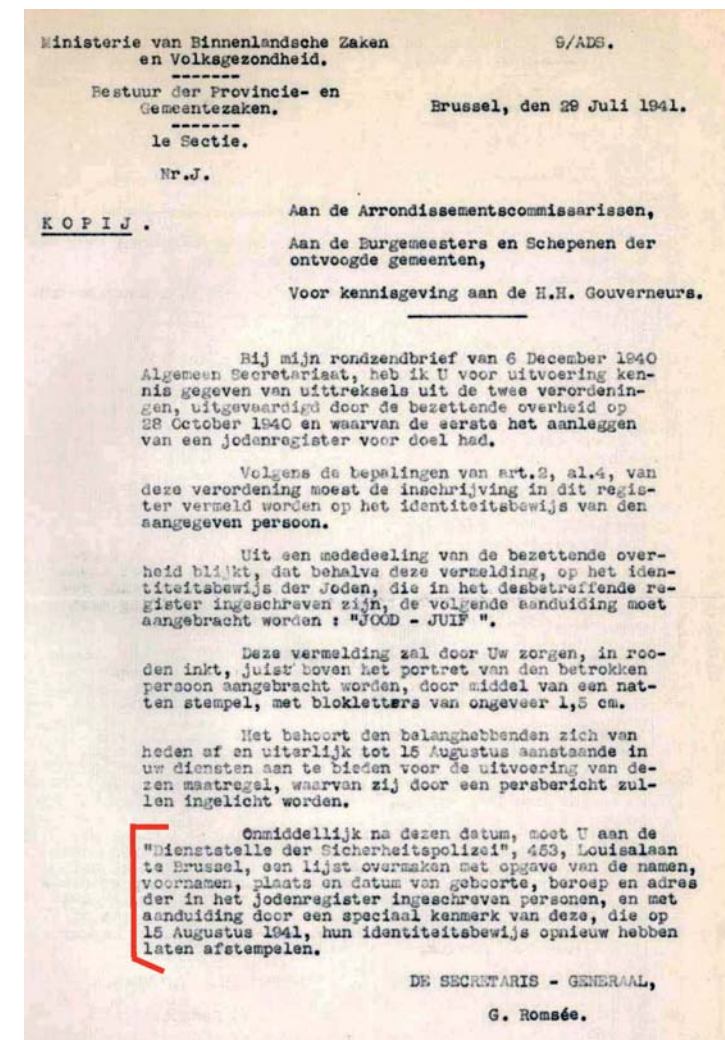 Ministerie van Binnenlandsche Zaken
en Volksgezondheid.
9/ADS.
Bestuur der Provincie- en
Gemeentezaken.
Brussel, den 29 Juli 1941.
1e Sectie.
Nr.J.
KOPIJ.
Aan de Arrondissementscommissarissen,
Aan de Burgemeesters en Schepenen der
ontvoogde gemeenten,
Voor kennisgeving aan de H.H. Gouverneurs.
Bij mijn rondzendbrief van 6 December 1940
Algemeen Secretariaat, heb ik U voor uitvoering ken-
nis gegeven van uittreksels uit de twee verordenin-
gen, uitgevaardigd door de bezettende overheid op
28 October 1940 en waarvan de eerste het aanleggen
van een jodenregister voor doel had.
Volgens de bepalingen van art.2, al.4, van
deze verordening moest de inschrijving in dit regis-
ter vermeld worden op het identiteitsbewijs van den
aangegeven persoon.
Uit een mededeeling van de bezettende over-
heid blijkt, dat behalve deze vermelding, op het iden-
titeitsbewijs der Joden, die in het desbetreffende re-
gister ingeschreven zijn, de volgende aanduiding moet
aangebracht worden : "JOOD - JUIF ".
Deze vermelding zal door Uw zorgen, in roo-
den inkt, juist boven het portret van den betrokken
persoon aangebracht worden, door middel van een nat-
ten stempel, met blokletters van ongeveer 1,5 cm.
Het behoort den belanghebbenden zich van
heden af en uiterlijk tot 15 Augustus aanstaande in
uw diensten aan te bieden voor de uitvoering van de-
zen maatregel, waarvan zij door een persbericht zul-
len ingelicht worden.
Onmiddellijk na dezen datum, moet U aan de
"Dienststelle der Sicherheitspolizei", 453, Louisalaan
te Brussel, een lijst overmaken met opgave van de namen,
voornamen, plaats en datum van geboorte, beroep en adres
der in het jodenregister ingeschreven personen, en met
aanduiding door een speciaal kenmerk van deze, die op
15 Augustus 1941, hun identiteitsbewijs opnieuw hebben
laten afstempelen.
DE SECRETARIS - GENERAAL,
G. Romsée.